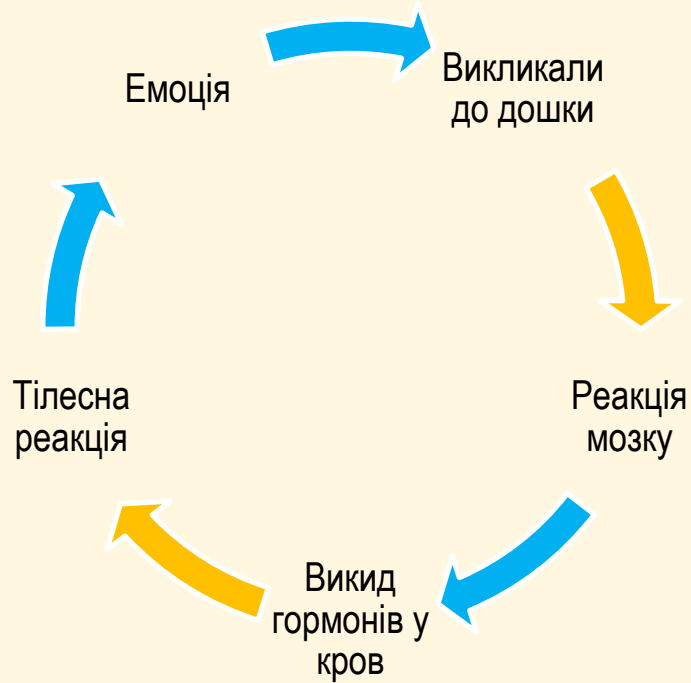 Емоція
Викликали
до дошки
Реакція
мозку
Викид
гормонів у
кров
Тілесна
реакція